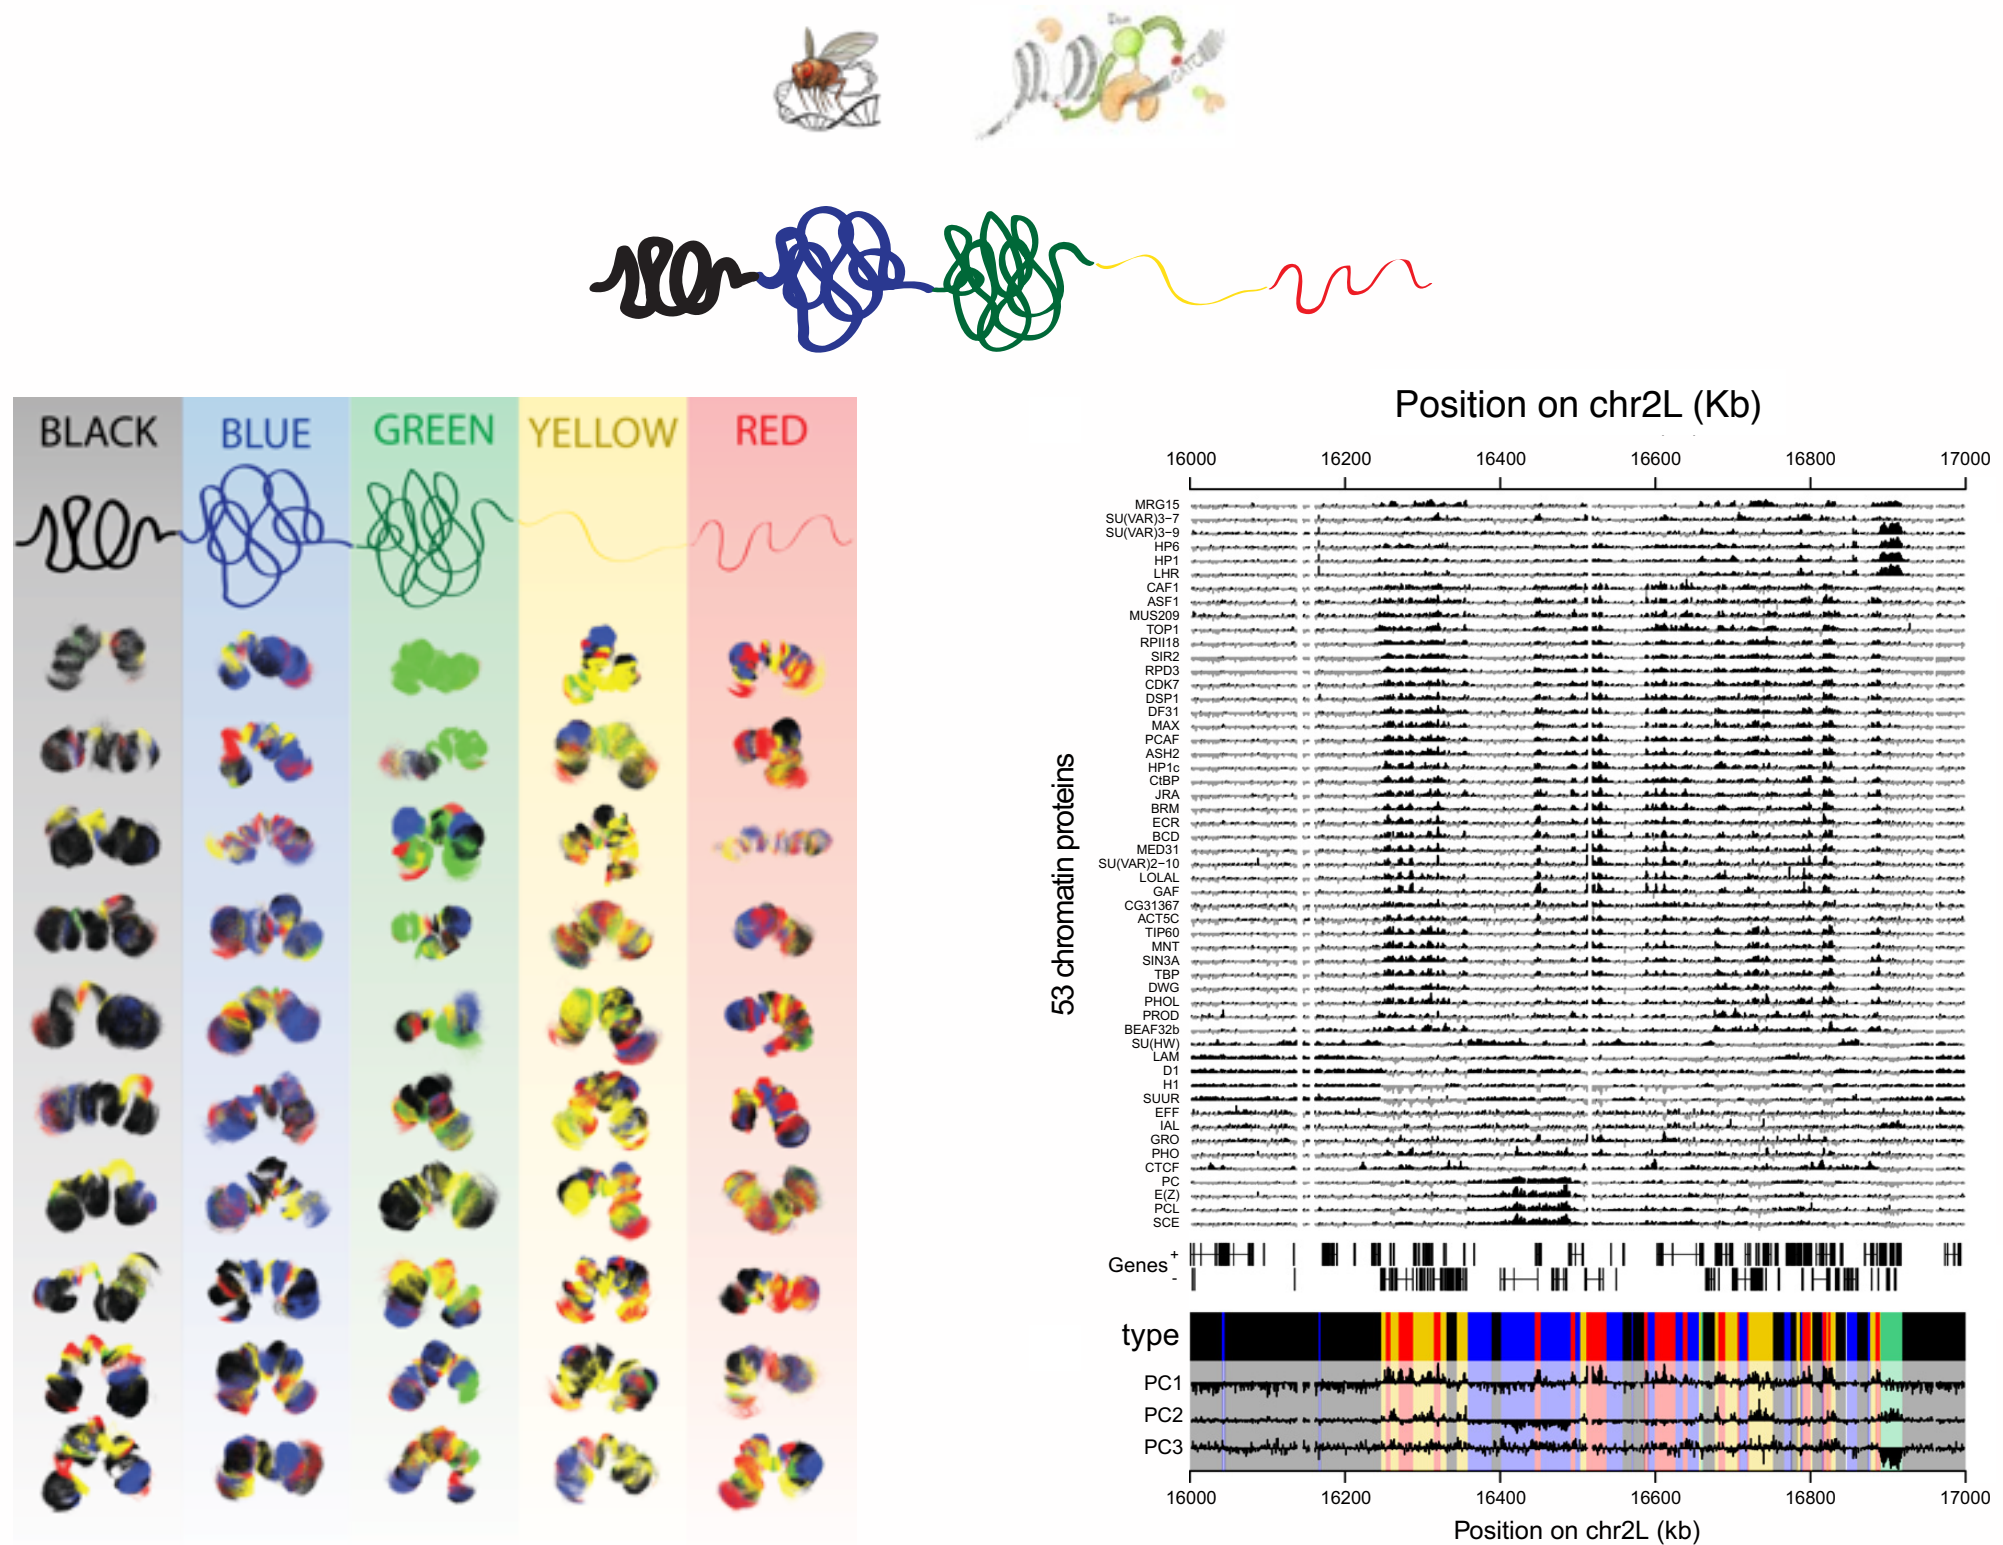 Dam
GATC
BLACK
BLUE
GREEN
YELLOW
RED
Position on chr2L (Kb)
16000 16200 16400 16600 16800 17000
53 chromatin proteins
MRG15
SU(VAR)3−7
SU(VAR)3−9
HP6
HP1
LHR
CAF1
ASF1
MUS209
TOP1
RPII18
SIR2
RPD3
CDK7
DSP1
DF31
MAX
PCAF
ASH2
HP1c
CtBP
JRA
BRM
ECR
BCD
MED31
SU(VAR)2−10
LOLAL
GAF
CG31367
ACT5C
TIP60
MNT
SIN3A
TBP
DWG
PHOL
PROD
BEAF32b
SU(HW)
LAM
D1
H1
SUUR
EFF
IAL
GRO
PHO
CTCF
PC
E(Z)
PCL
SCE
Genes +
-
type
PC1
PC2
PC3
16000 16200 16400 16600 16800 17000
Position on chr2L (kb)